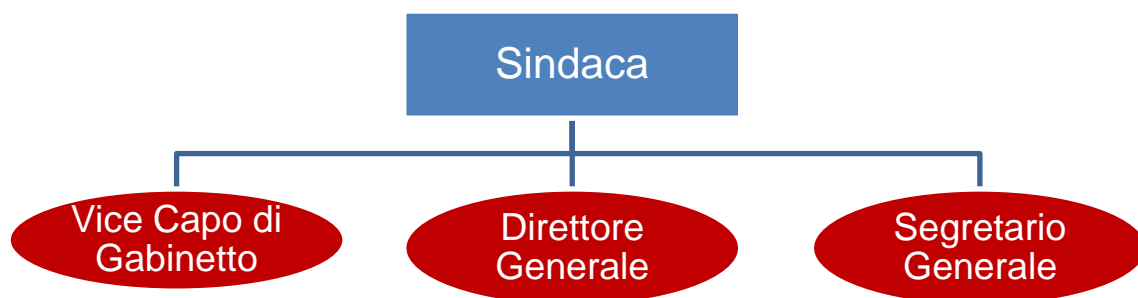 Sindaca
Vice Capo di
Gabinetto
Direttore
Generale
Segretario
Generale